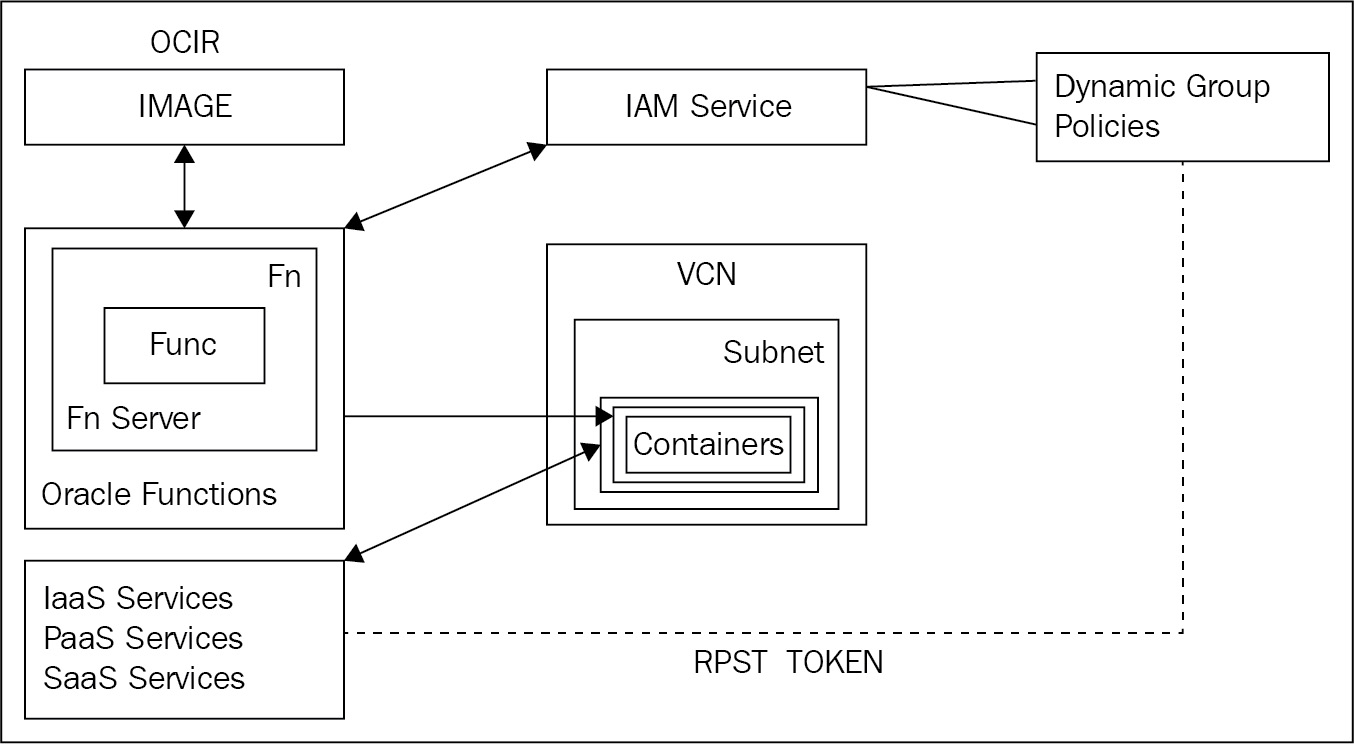 OCIR
IMAGE
IAM Service
Dynamic Group
Policies
Fn
Func
Fn Server
Oracle Functions
VCN
Subnet
Containers
IaaS Services
PaaS Services
SaaS Services
RPST TOKEN